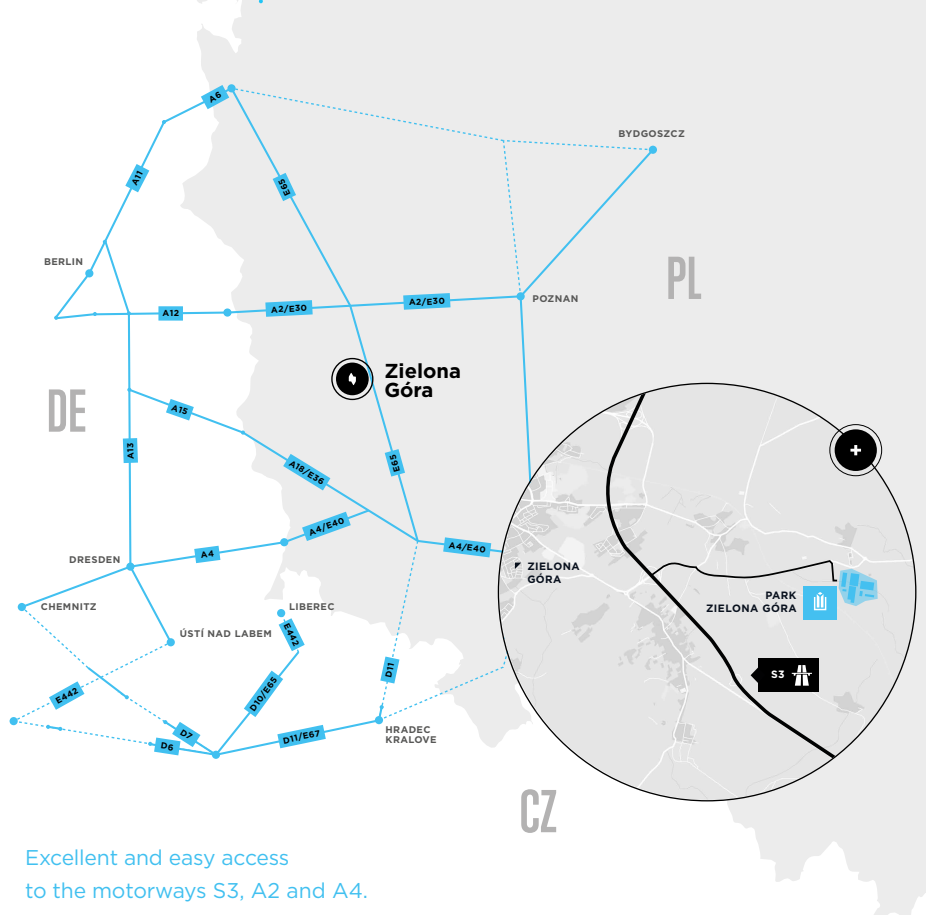 A6
BYDGOSZCZ
A11
E65
BERLIN
PL
A2/E30
A2/E30
POZNAN
A12
Zielona
Góra
DE
A15
A13
E65
A18/E36
A4/E40
A4
A4/E40
DRESDEN
ZIELONA
GÓRA
PARK
ZIELONA GÓRA
CHEMNITZ
LIBEREC
E442
ÚSTÍ NAD LABEM
S3
D11
E442
D10/E65
D7
D6
D11/E67
HRADEC
KRALOVE
CZ
Excellent and easy access
to the motorways S3, A2 and A4.